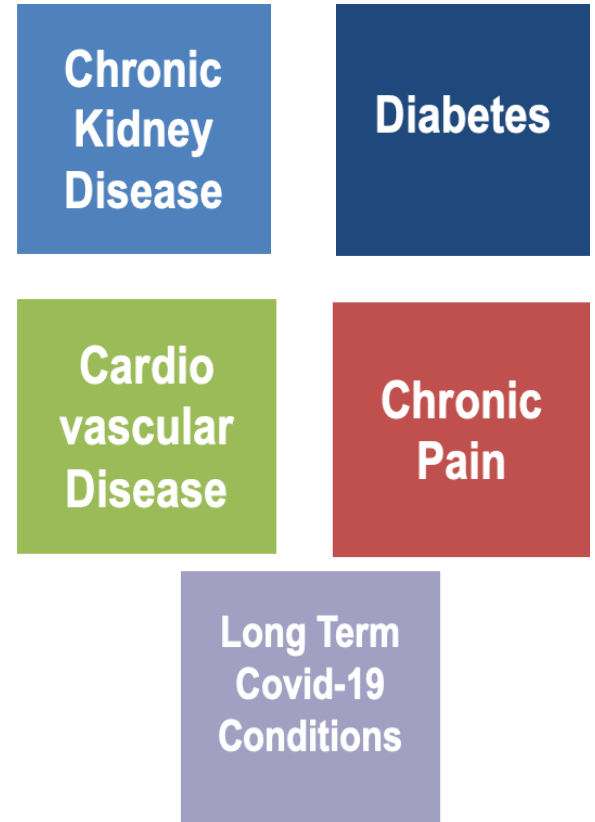 Chronic
Kidney
Disease
Diabetes
Cardio
vascular
Disease
Chronic
Pain
Long Term
Covid-19
Conditions